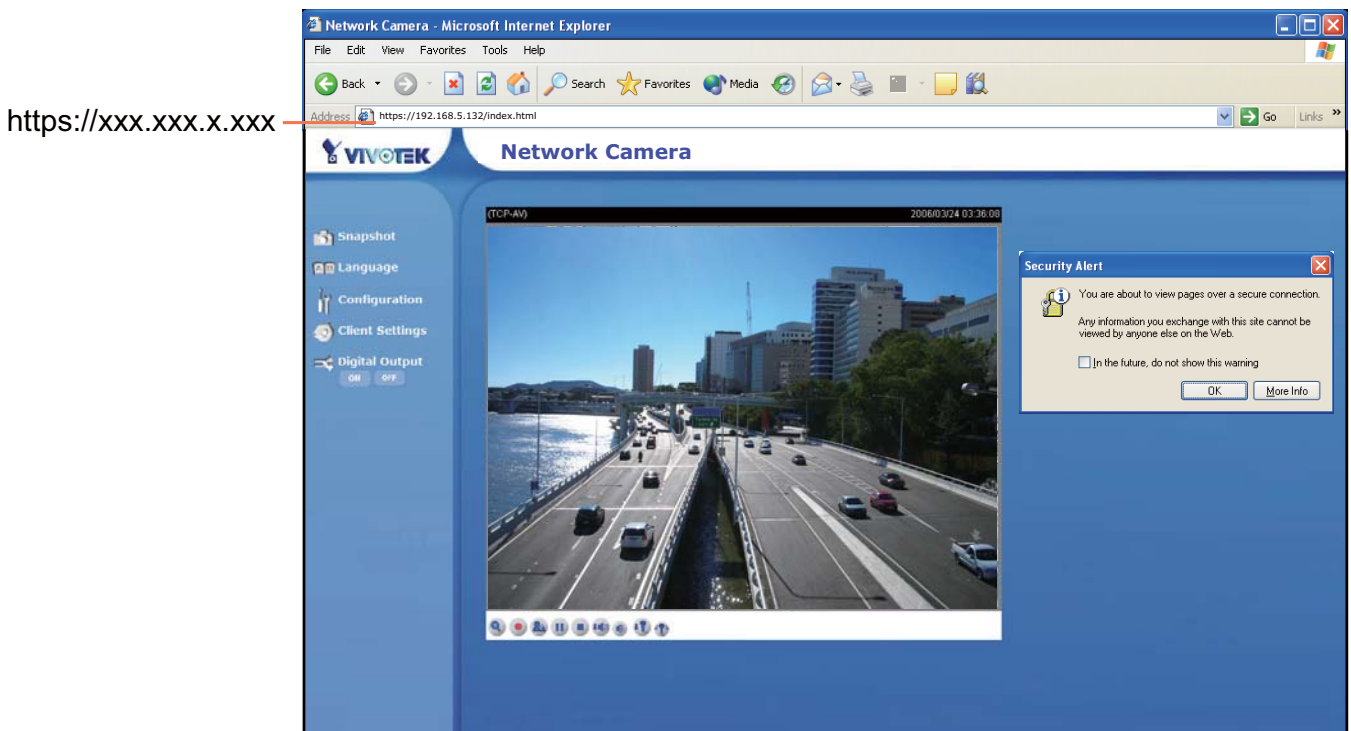 Network Camera - Microsoft Internet Explorer
File Edit View Favorites Tools Help
Back Search Favorites Media
https://xxx.xxx.x.xxx
Address https://192.168.5.132/index.html Go Links »
VIVOTEK Network Camera
(TCP-AV) 2006/03/24 03:36:08
Snapshot
Language
Configuration
Client Settings
Digital Output
ON OFF
Security Alert
You are about to view pages over a secure connection.
Any information you exchange with this site cannot be
viewed by anyone else on the Web.
In the future, do not show this warning
OK More Info